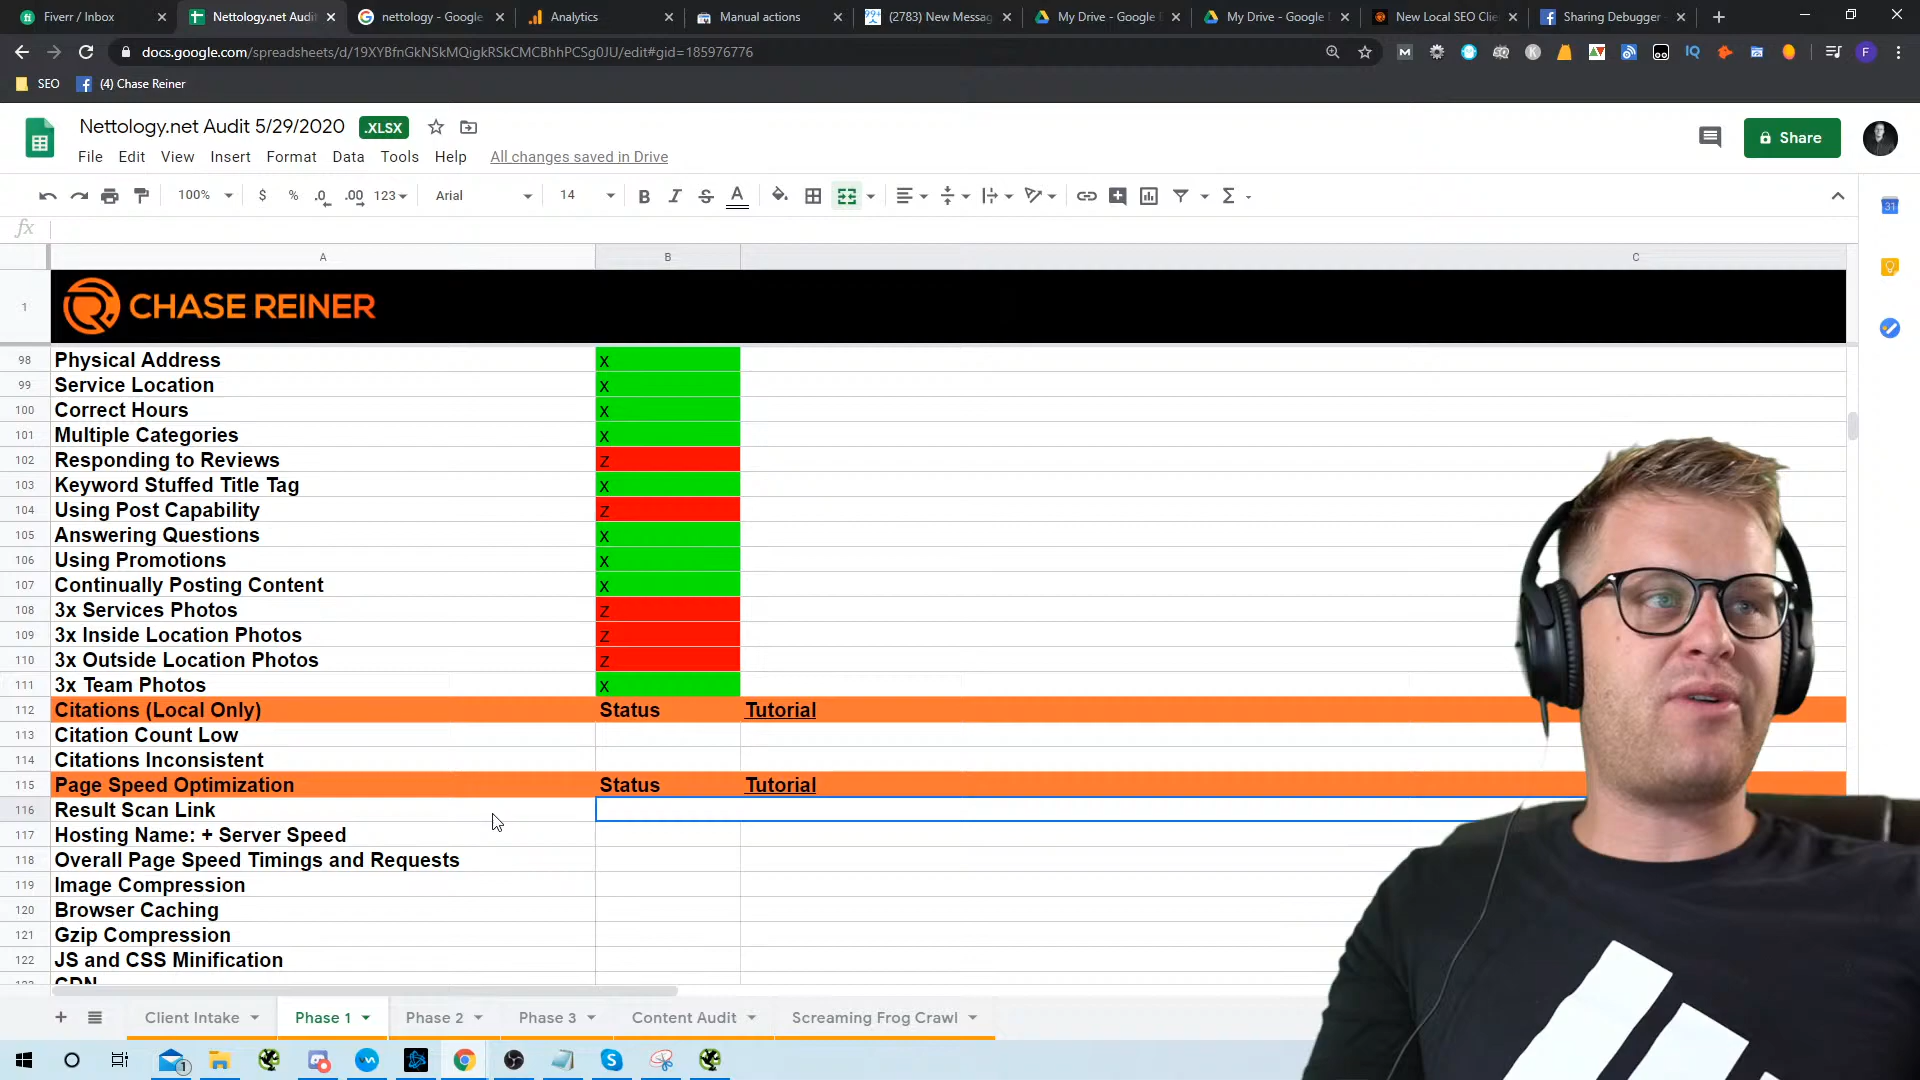 Fiverr / Inbox
Nettology.net Audi
nettology - Google
Analytics
Manual actions
(2783) New Messag
My Drive - Google
My Drive - Google
New Local SEO Clie
Sharing Debugger
docs.google.com/spreadsheets/d/19XYBfnGkNSkMQigkRSkCMCBhhPCSg0JU/edit#gid=185976776
SEO
(4) Chase Reiner
Nettology.net Audit 5/29/2020
.XLSX
Share
File Edit View Insert Format Data Tools Help All changes saved in Drive
100% $ % .0 .00 123 Arial 14 B I S A
fx
A B C
1 CHASE REINER
98 Physical Address x
99 Service Location x
100 Correct Hours x
101 Multiple Categories x
102 Responding to Reviews z
103 Keyword Stuffed Title Tag x
104 Using Post Capability z
105 Answering Questions x
106 Using Promotions x
107 Continually Posting Content x
108 3x Services Photos z
109 3x Inside Location Photos z
110 3x Outside Location Photos z
111 3x Team Photos x
112 Citations (Local Only) Status Tutorial
113 Citation Count Low
114 Citations Inconsistent
115 Page Speed Optimization Status Tutorial
116 Result Scan Link
117 Hosting Name: + Server Speed
118 Overall Page Speed Timings and Requests
119 Image Compression
120 Browser Caching
121 Gzip Compression
122 JS and CSS Minification
CDN
Client Intake
Phase 1
Phase 2
Phase 3
Content Audit
Screaming Frog Crawl